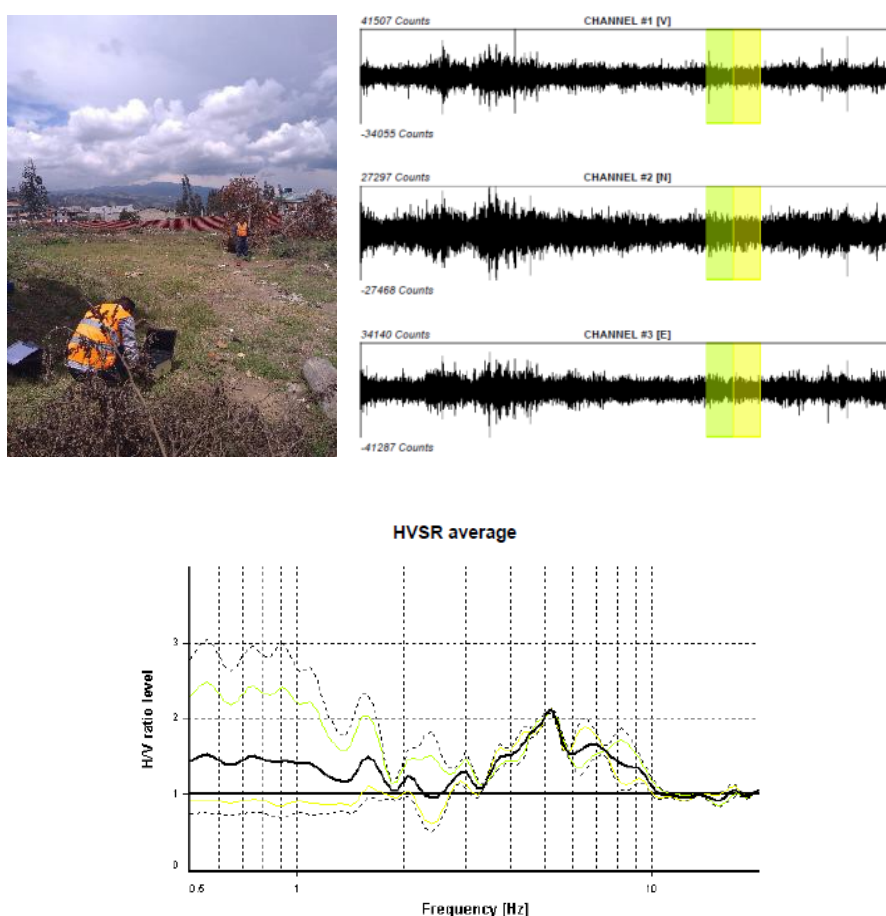 41507 Counts
CHANNEL #1 [V]
-34055 Counts
27297 Counts
CHANNEL #2 [N]
-27468 Counts
34140 Counts
CHANNEL #3 [E]
-41287 Counts
HVSR average
H/V ratio level
3
2
1
0
0.5
1
10
Frequency [Hz]